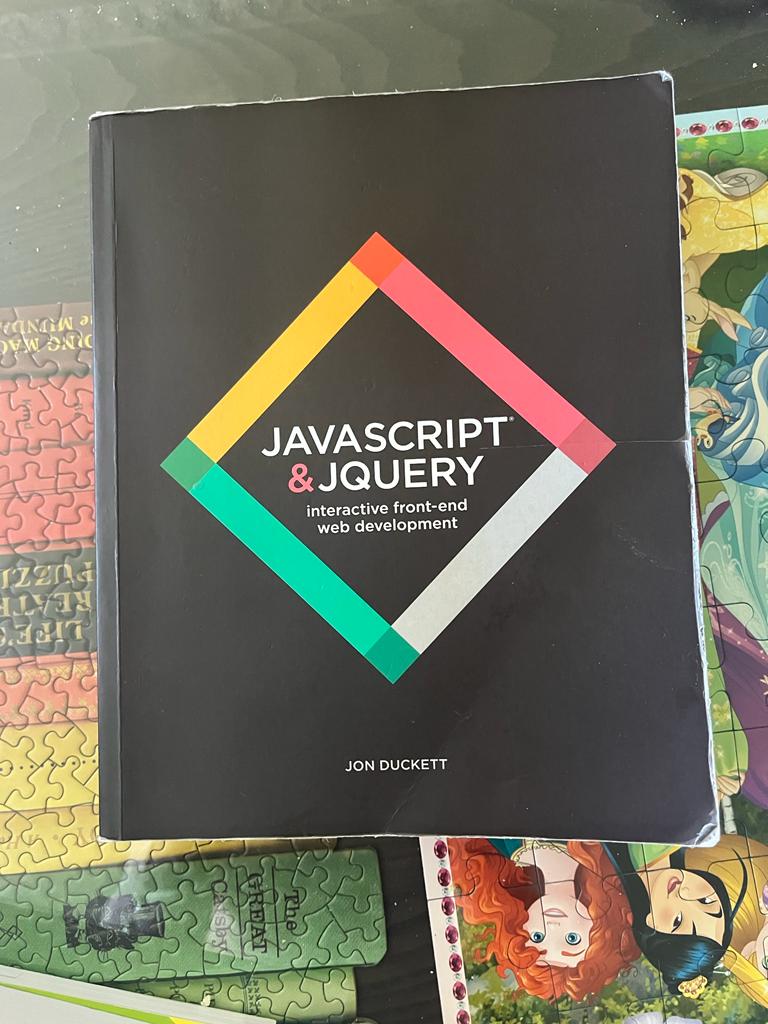 JAVASCRIPT®
& JQUERY
interactive front-end
web development
JON DUCKETT
The
GREAT
Gatsby